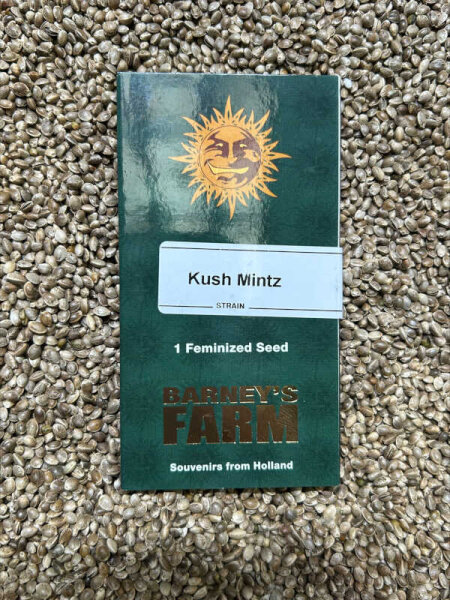 Kush Mintz
STRAIN
1 Feminized Seed
BARNEY'S
FARM
Souvenirs from Holland